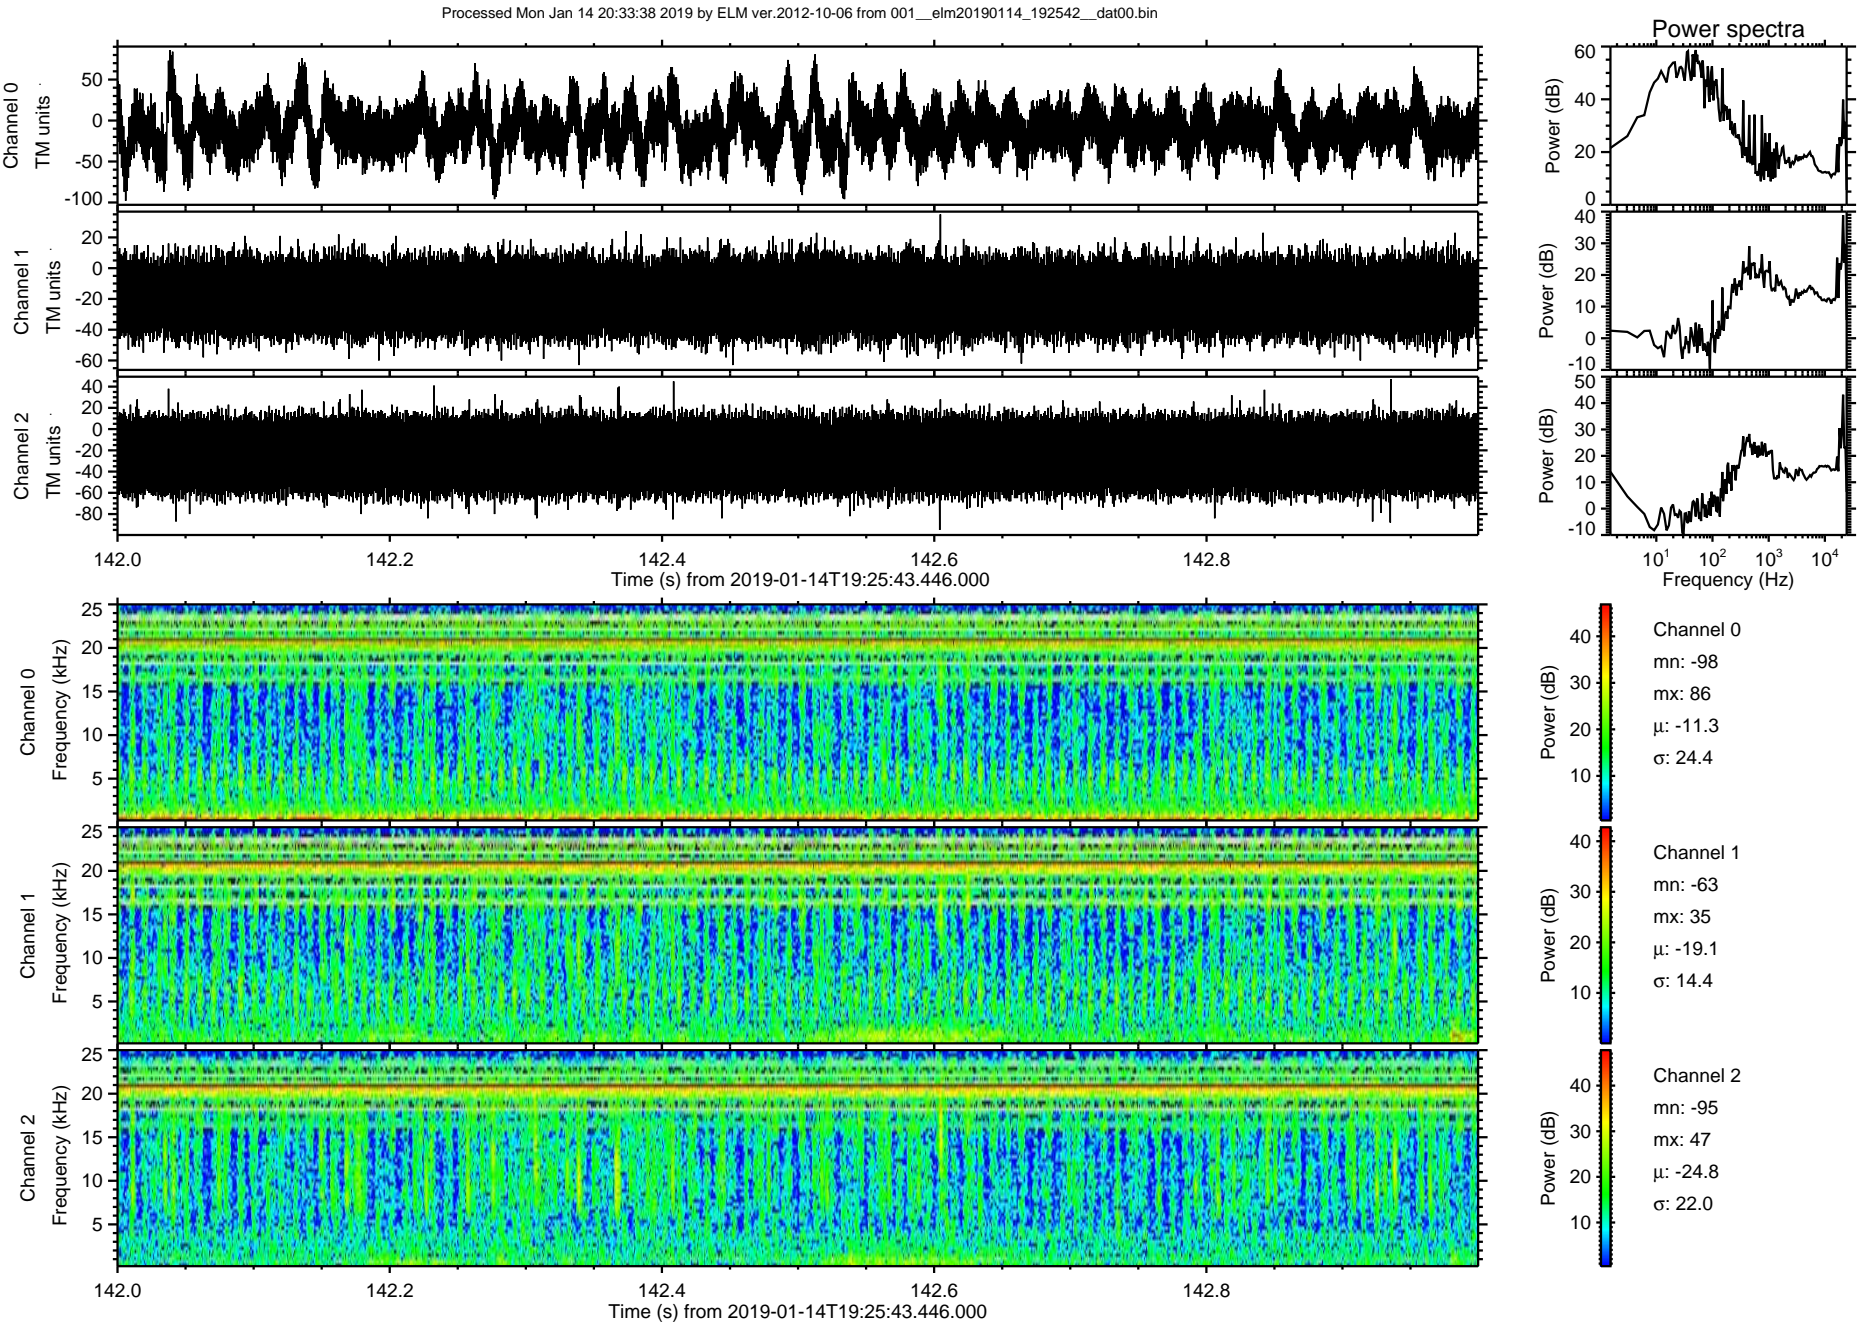 Processed Mon Jan 14 20:33:38 2019 by ELM ver.2012-10-06 from 001__elm20190114_192542__dat00.bin
Power spectra
Channel 0
TM units
50
0
-50
-100
Power (dB)
60
40
20
0
Channel 1
TM units
20
0
-20
-40
-60
Power (dB)
40
30
20
10
0
-10
Channel 2
TM units
40
20
0
-20
-40
-60
-80
Power (dB)
50
40
30
20
10
0
-10
142.0 142.2 142.4 142.6 142.8
Time (s) from 2019-01-14T19:25:43.446.000
10¹ 10² 10³ 10⁴
Frequency (Hz)
Channel 0
Frequency (kHz)
25
20
15
10
5
Power (dB)
40
30
20
10
Channel 0
mn: -98
mx: 86
μ: -11.3
σ: 24.4
Channel 1
Frequency (kHz)
25
20
15
10
5
Power (dB)
40
30
20
10
Channel 1
mn: -63
mx: 35
μ: -19.1
σ: 14.4
Channel 2
Frequency (kHz)
25
20
15
10
5
Power (dB)
40
30
20
10
Channel 2
mn: -95
mx: 47
μ: -24.8
σ: 22.0
142.0 142.2 142.4 142.6 142.8
Time (s) from 2019-01-14T19:25:43.446.000